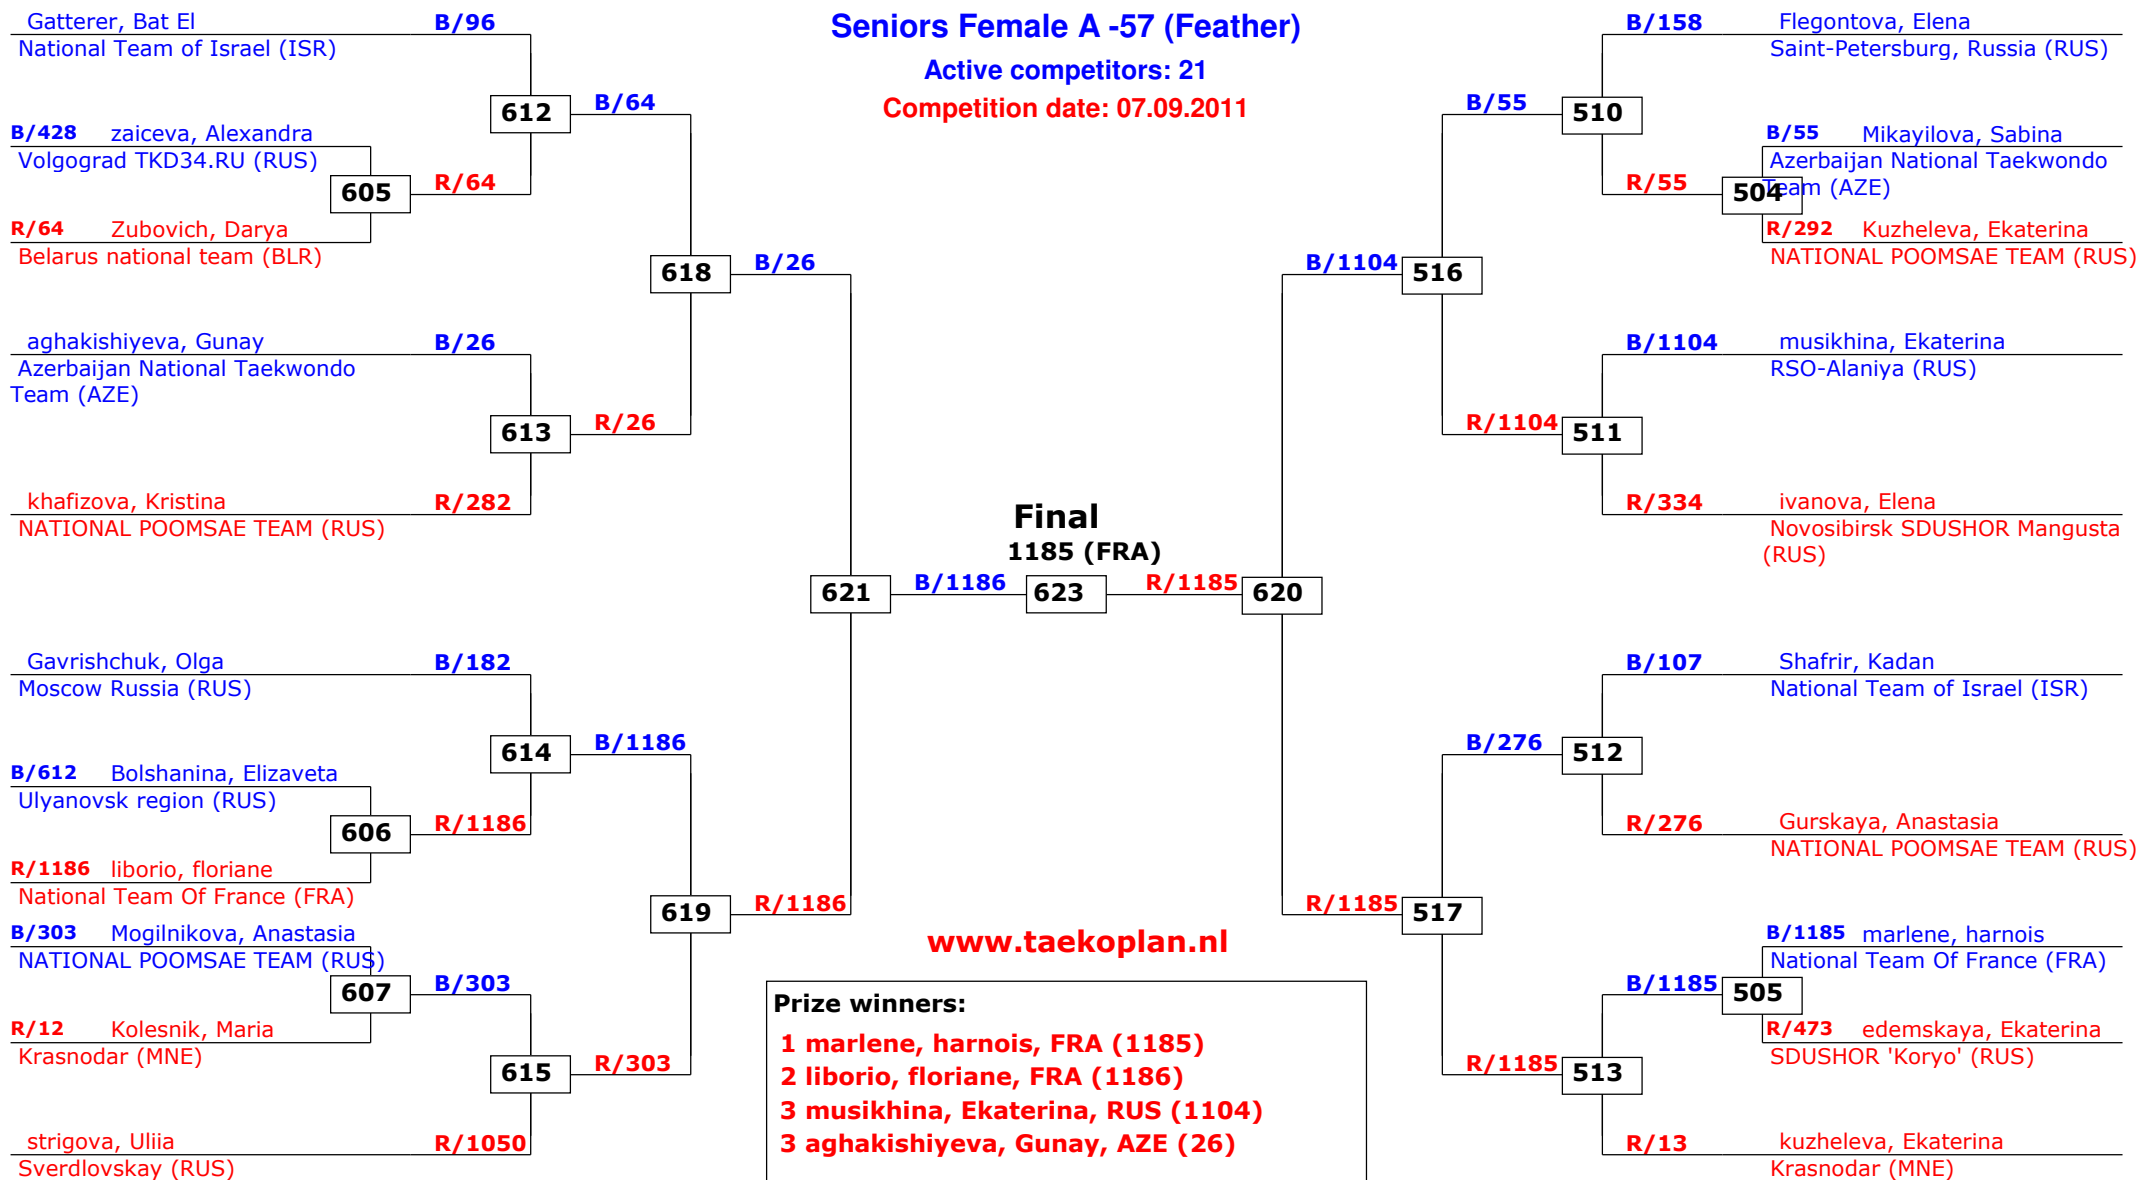 Seniors Female A -57 (Feather)
Active competitors: 21
Competition date: 07.09.2011
Gatterer, Bat El
B/96
National Team of Israel (ISR)
612
B/64
B/428 zaiceva, Alexandra
Volgograd TKD34.RU (RUS)
605
R/64
R/64 Zubovich, Darya
Belarus national team (BLR)
618
B/26
aghakishiyeva, Gunay
B/26
Azerbaijan National Taekwondo
Team (AZE)
613
R/26
khafizova, Kristina
R/282
NATIONAL POOMSAE TEAM (RUS)
621
B/1186
Gavrishchuk, Olga
B/182
Moscow Russia (RUS)
614
B/1186
B/612 Bolshanina, Elizaveta
Ulyanovsk region (RUS)
606
R/1186
R/1186 liborio, floriane
National Team Of France (FRA)
619
R/1186
B/303 Mogilnikova, Anastasia
NATIONAL POOMSAE TEAM (RUS)
607
B/303
R/12 Kolesnik, Maria
Krasnodar (MNE)
615
R/303
strigova, Uliia
R/1050
Sverdlovskay (RUS)
Final
1185 (FRA)
623
R/1185
620
B/158
Flegontova, Elena
Saint-Petersburg, Russia (RUS)
B/55
510
B/55 Mikayilova, Sabina
Azerbaijan National Taekwondo
Team (AZE)
R/55
504
R/292 Kuzheleva, Ekaterina
NATIONAL POOMSAE TEAM (RUS)
B/1104
516
B/1104
musikhina, Ekaterina
RSO-Alaniya (RUS)
R/1104
511
R/334
ivanova, Elena
Novosibirsk SDUSHOR Mangusta
(RUS)
B/107
Shafrir, Kadan
National Team of Israel (ISR)
B/276
512
R/276
Gurskaya, Anastasia
NATIONAL POOMSAE TEAM (RUS)
R/1185
517
B/1185 marlene, harnois
National Team Of France (FRA)
B/1185
505
R/473 edemskaya, Ekaterina
SDUSHOR 'Koryo' (RUS)
R/1185
513
R/13
kuzheleva, Ekaterina
Krasnodar (MNE)
www.taekoplan.nl
Prize winners:
1 marlene, harnois, FRA (1185)
2 liborio, floriane, FRA (1186)
3 musikhina, Ekaterina, RUS (1104)
3 aghakishiyeva, Gunay, AZE (26)